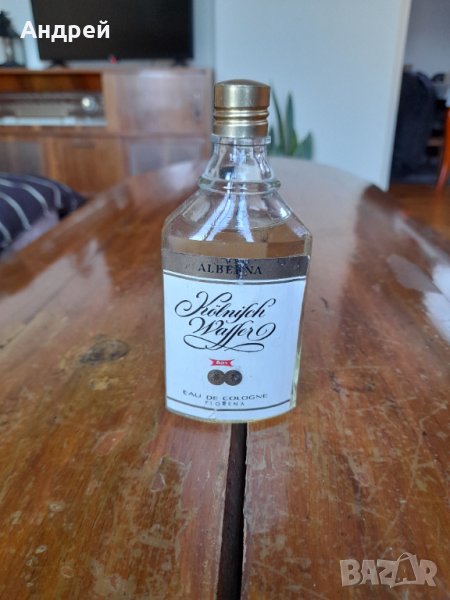 Андрей
ALBERNA
Kölnisch
Wasser
EAU DE COLOGNE
FLORENA
BAZAR